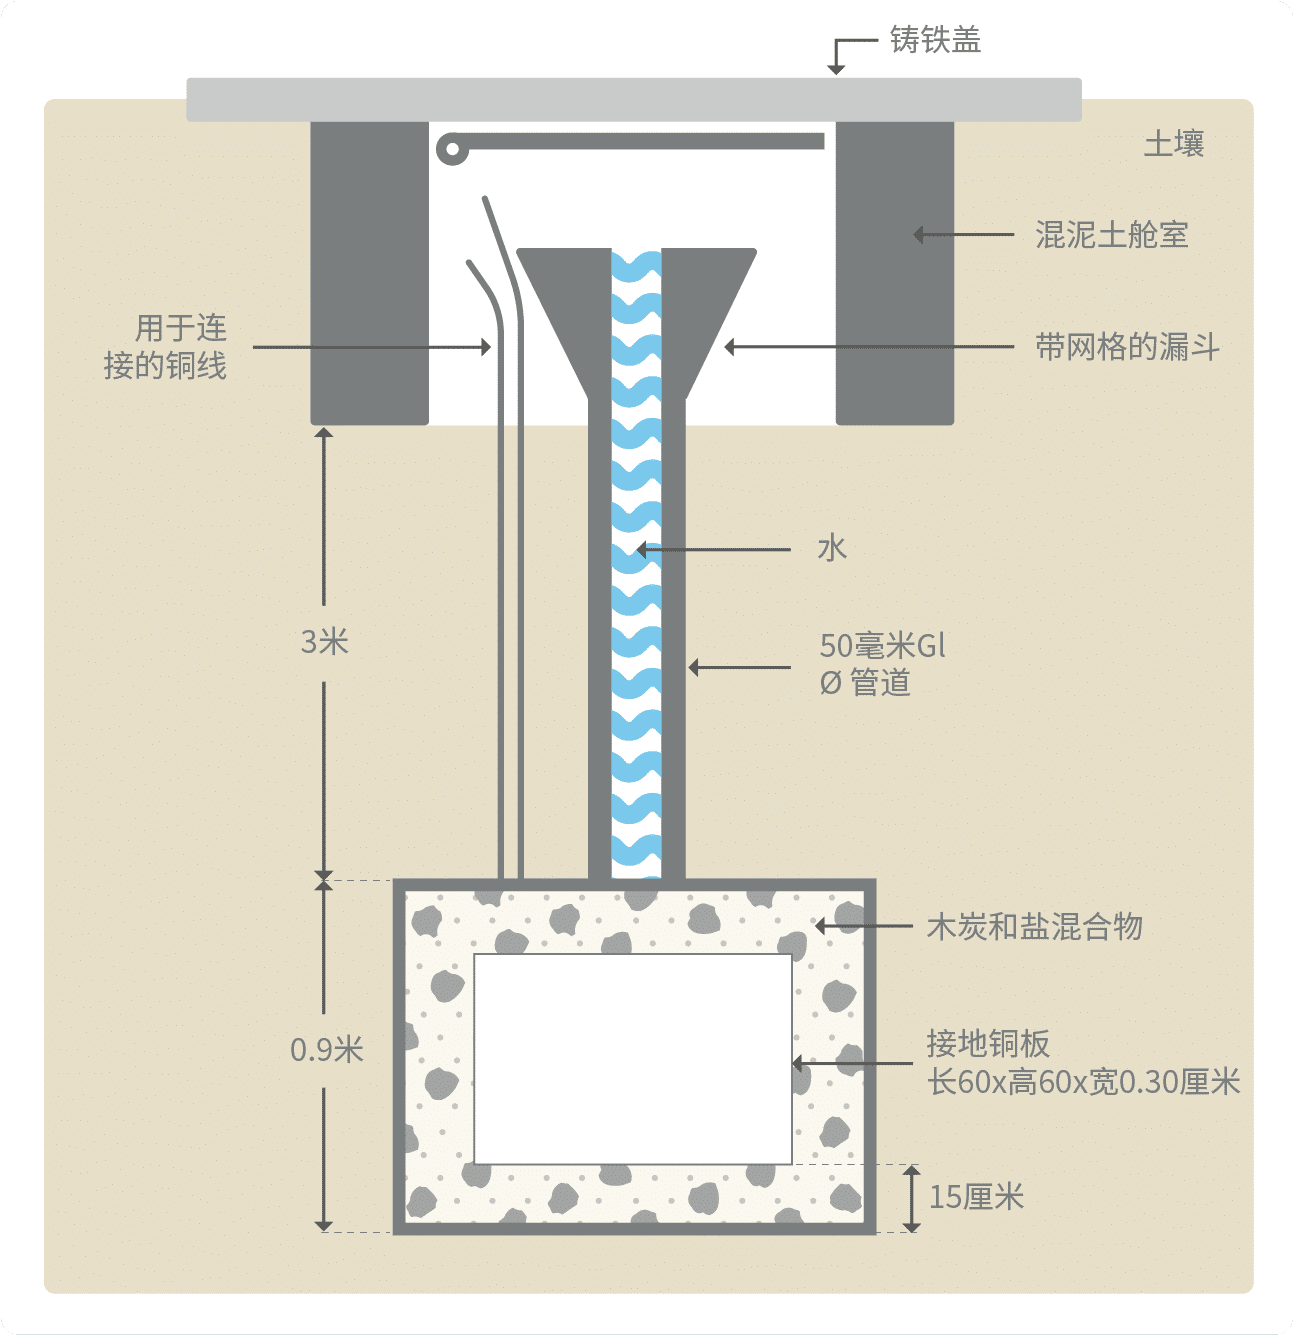 铸铁盖
土壤
混泥土舱室
用于连
接的铜线
带网格的漏斗
水
3米
50毫米Gl
Ø 管道
木炭和盐混合物
0.9米
接地铜板
长60x高60x宽0.30厘米
15厘米